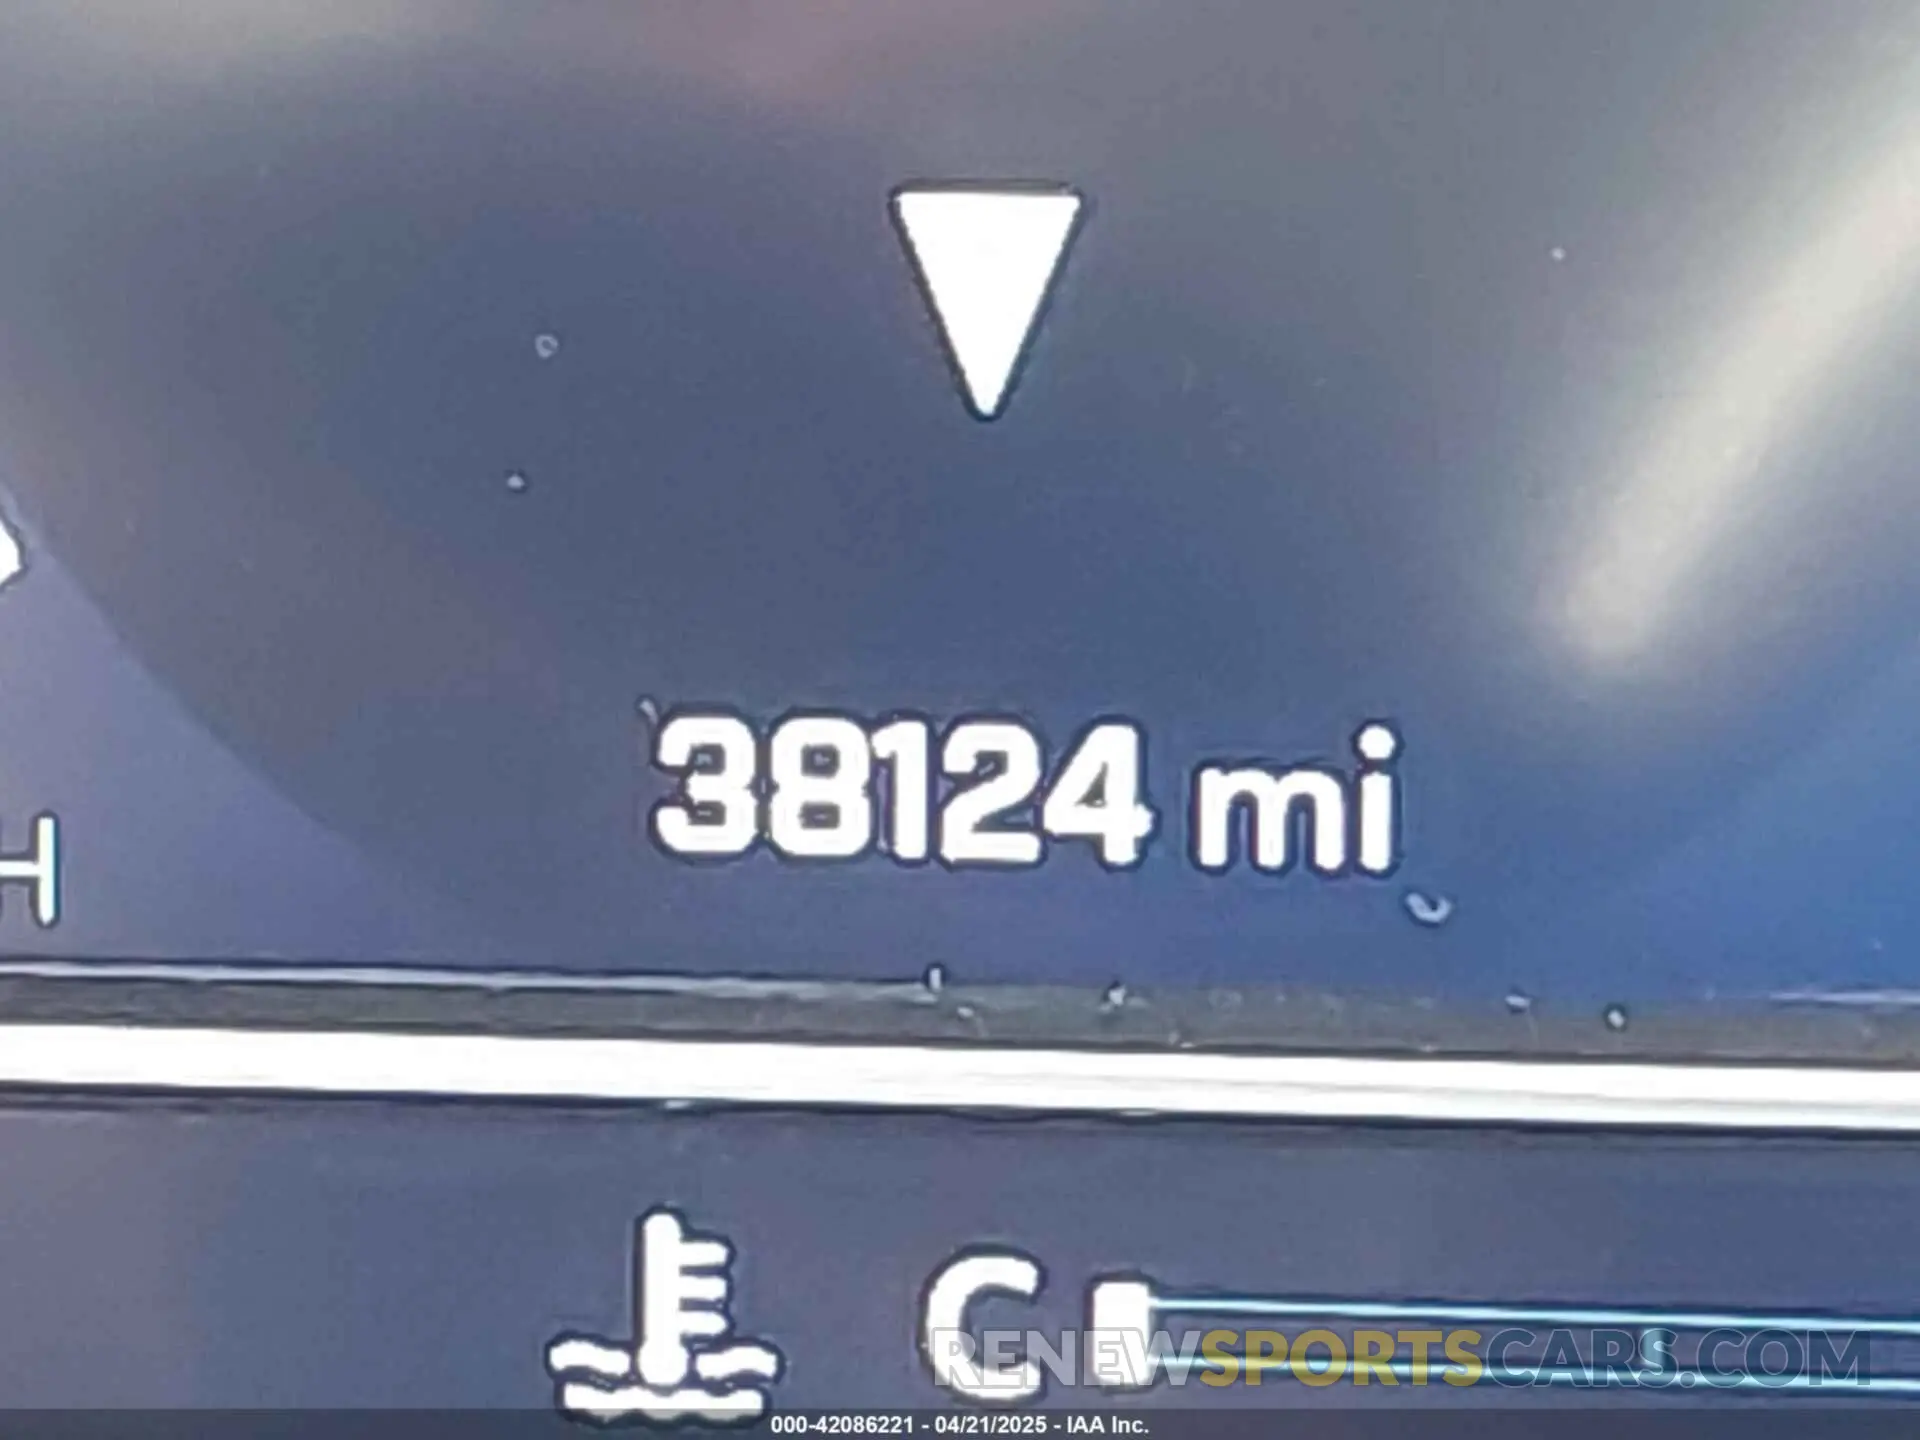 38124 mi
H
C
RENEWSPORTSCARS.COM
000-42086221 - 04/21/2025 - IAA Inc.